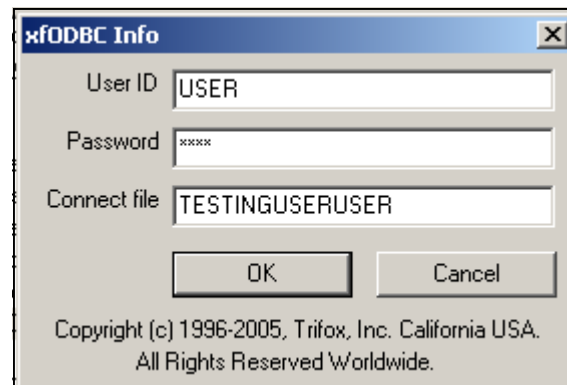 xfODBC Info
User ID USER
Password ****
Connect file TESTINGUSERUSER
OK Cancel
Copyright (c) 1996-2005, Trifox, Inc. California USA.
All Rights Reserved Worldwide.